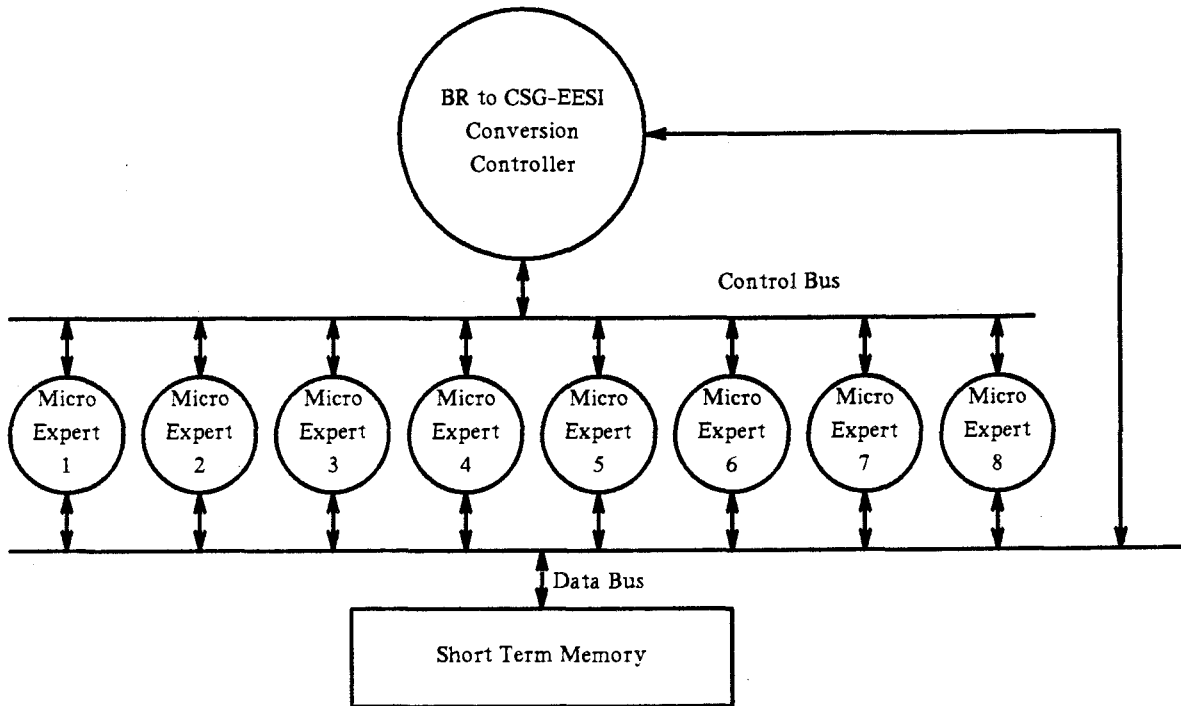 BR to CSG-EESI
Conversion
Controller
Control Bus
Micro
Expert
1
Micro
Expert
2
Micro
Expert
3
Micro
Expert
4
Micro
Expert
5
Micro
Expert
6
Micro
Expert
7
Micro
Expert
8
Data Bus
Short Term Memory